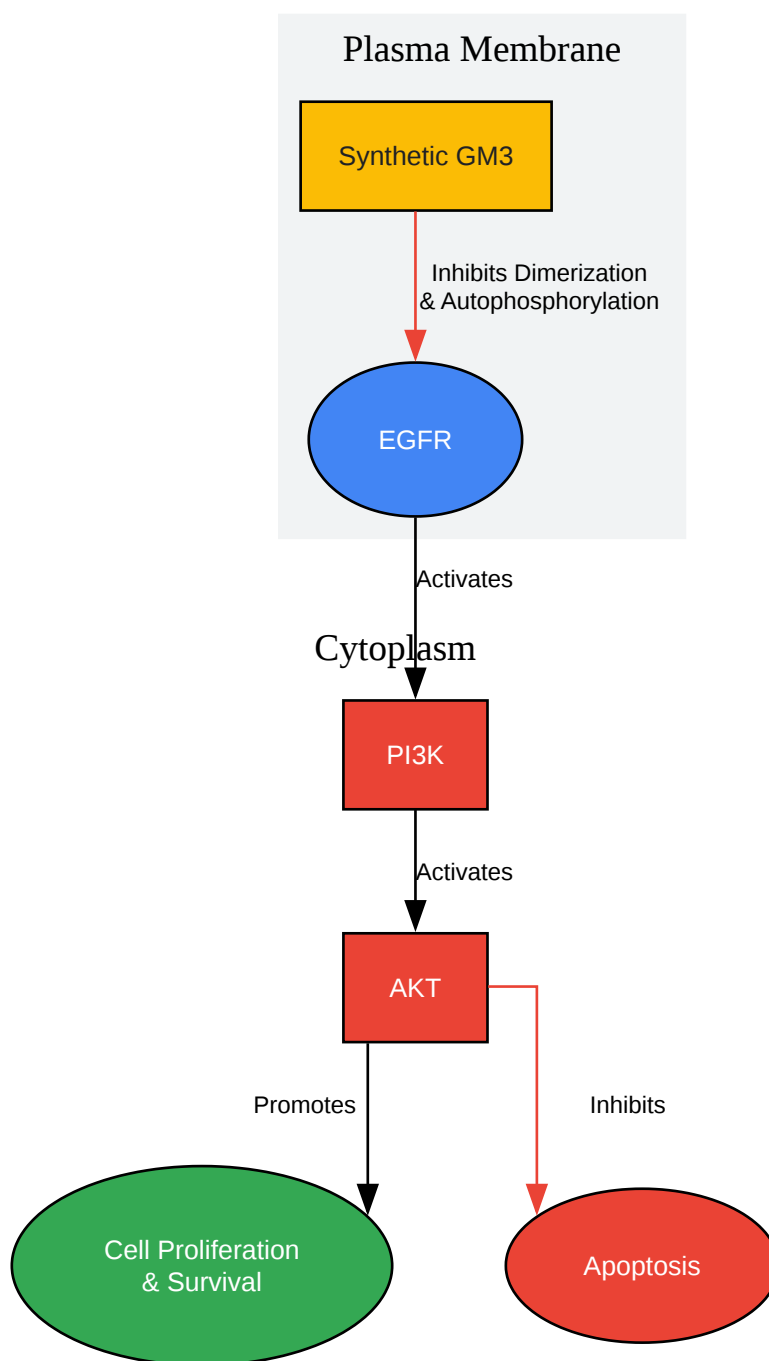 Plasma Membrane
Synthetic GM3
Inhibits Dimerization
& Autophosphorylation
EGFR
Activates
Cytoplasm
PI3K
Activates
AKT
Promotes
Inhibits
Cell Proliferation
& Survival
Apoptosis